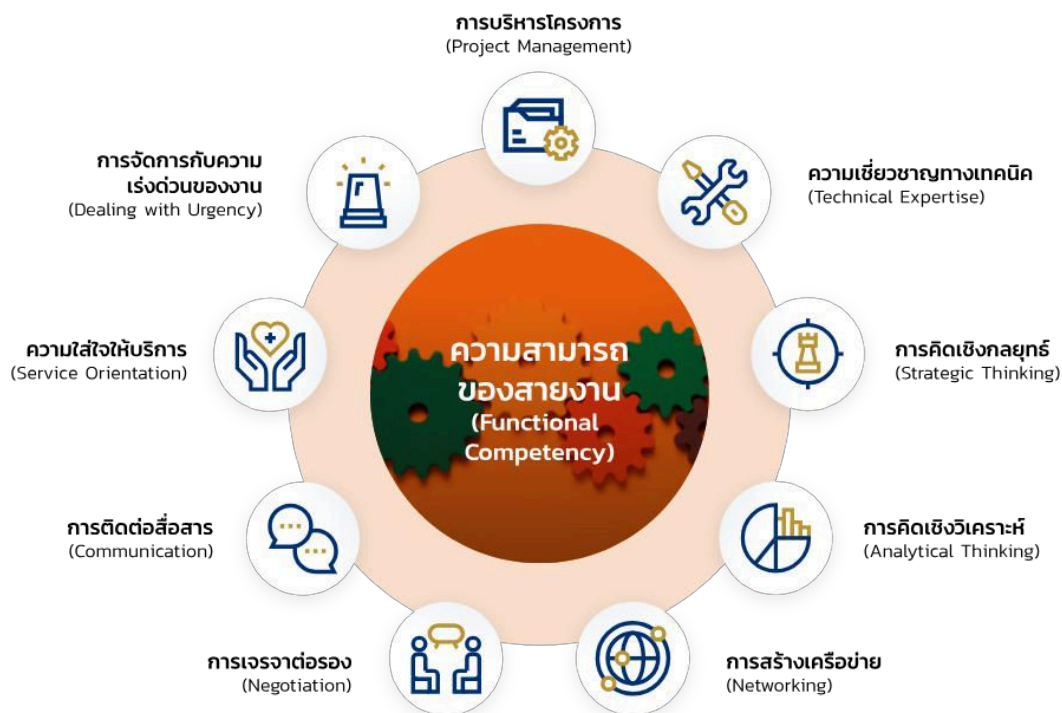 การบริหารโครงการ
(Project Management)
ความเชี่ยวชาญทางเทคนิค
(Technical Expertise)
การคิดเชิงกลยุทธ์
(Strategic Thinking)
การคิดเชิงวิเคราะห์
(Analytical Thinking)
การสร้างเครือข่าย
(Networking)
การเจรจาต่อรอง
(Negotiation)
การติดต่อสื่อสาร
(Communication)
ความใส่ใจให้บริการ
(Service Orientation)
การจัดการกับความ
เร่งด่วนของงาน
(Dealing with Urgency)
ความสามารถ
ของสายงาน
(Functional
Competency)